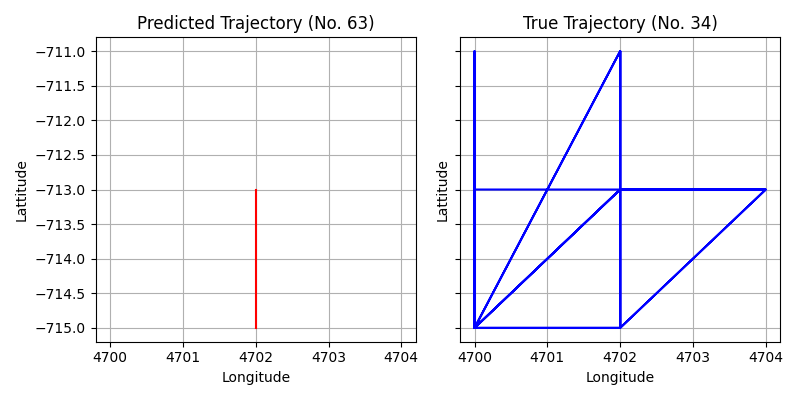 Predicted Trajectory (No. 63)
True Trajectory (No. 34)
Lattitude
−711.0
−711.5
−712.0
−712.5
−713.0
−713.5
−714.0
−714.5
−715.0
4700 4701 4702 4703 4704
Longitude
Lattitude
4700 4701 4702 4703 4704
Longitude